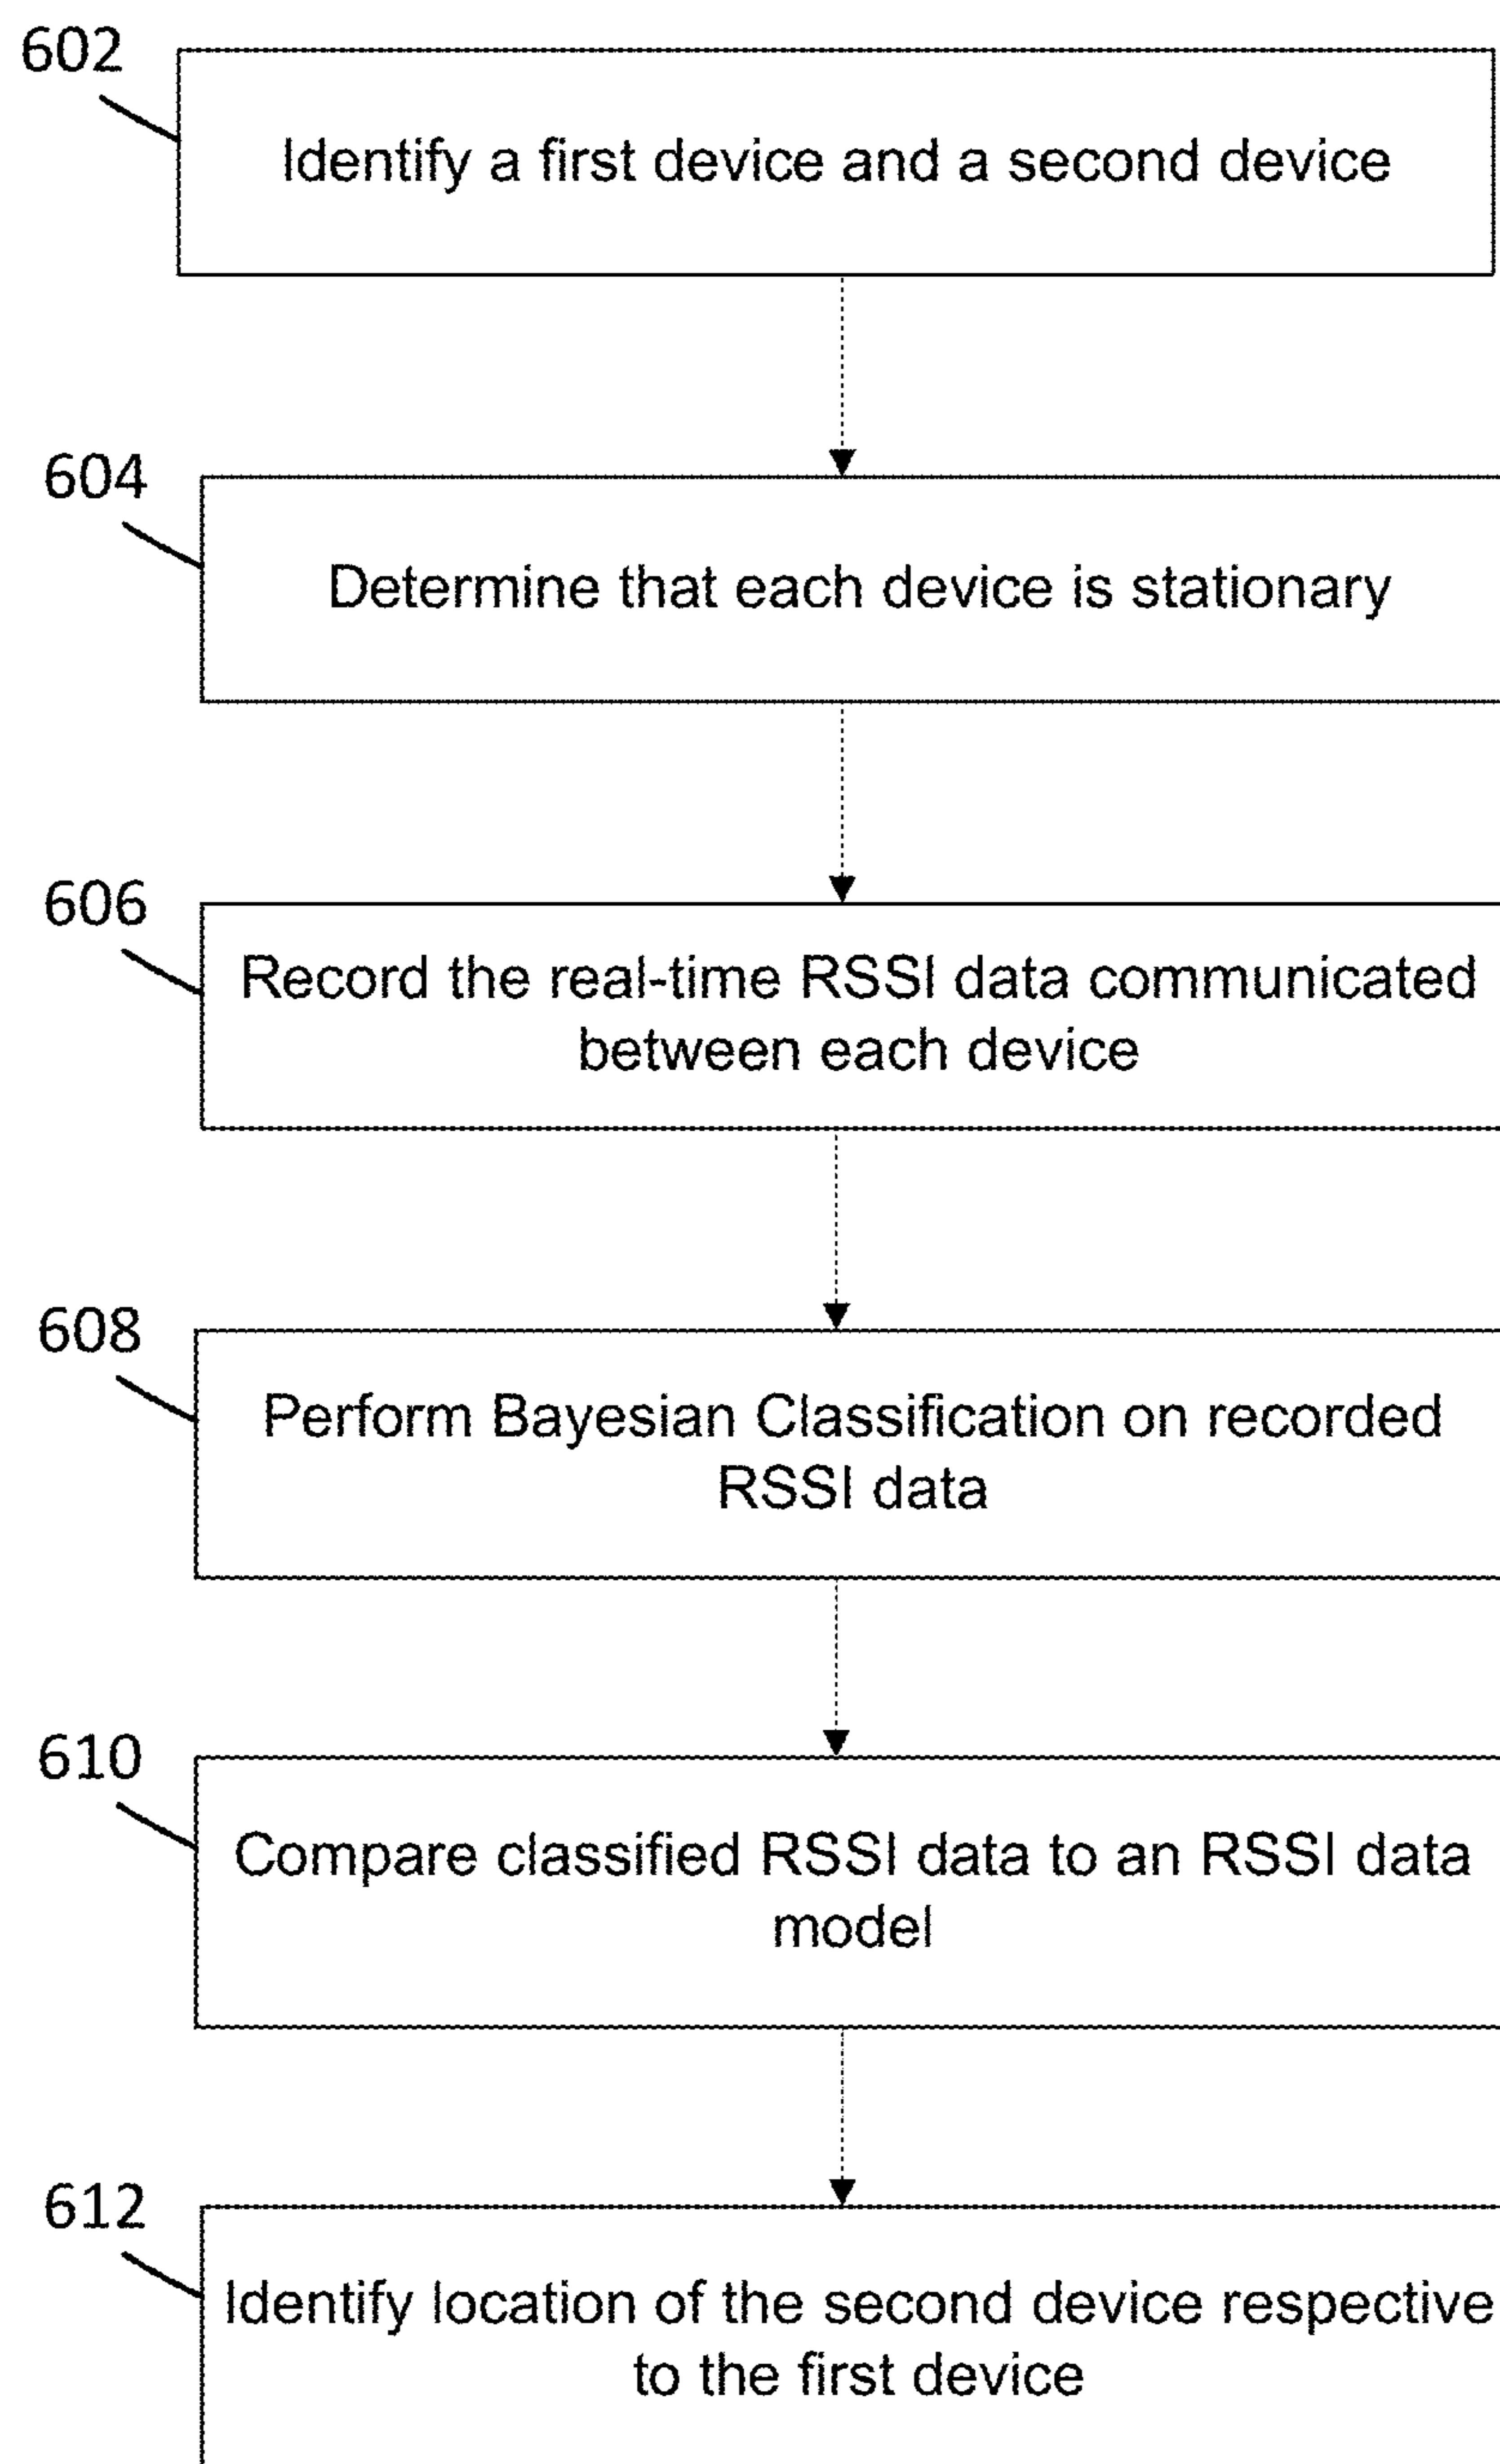 602
Identify a first device and a second device
604
Determine that each device is stationary
606
Record the real-time RSSI data communicated
between each device
608
Perform Bayesian Classification on recorded
RSSI data
610
Compare classified RSSI data to an RSSI data
model
612
Identify location of the second device respective
to the first device